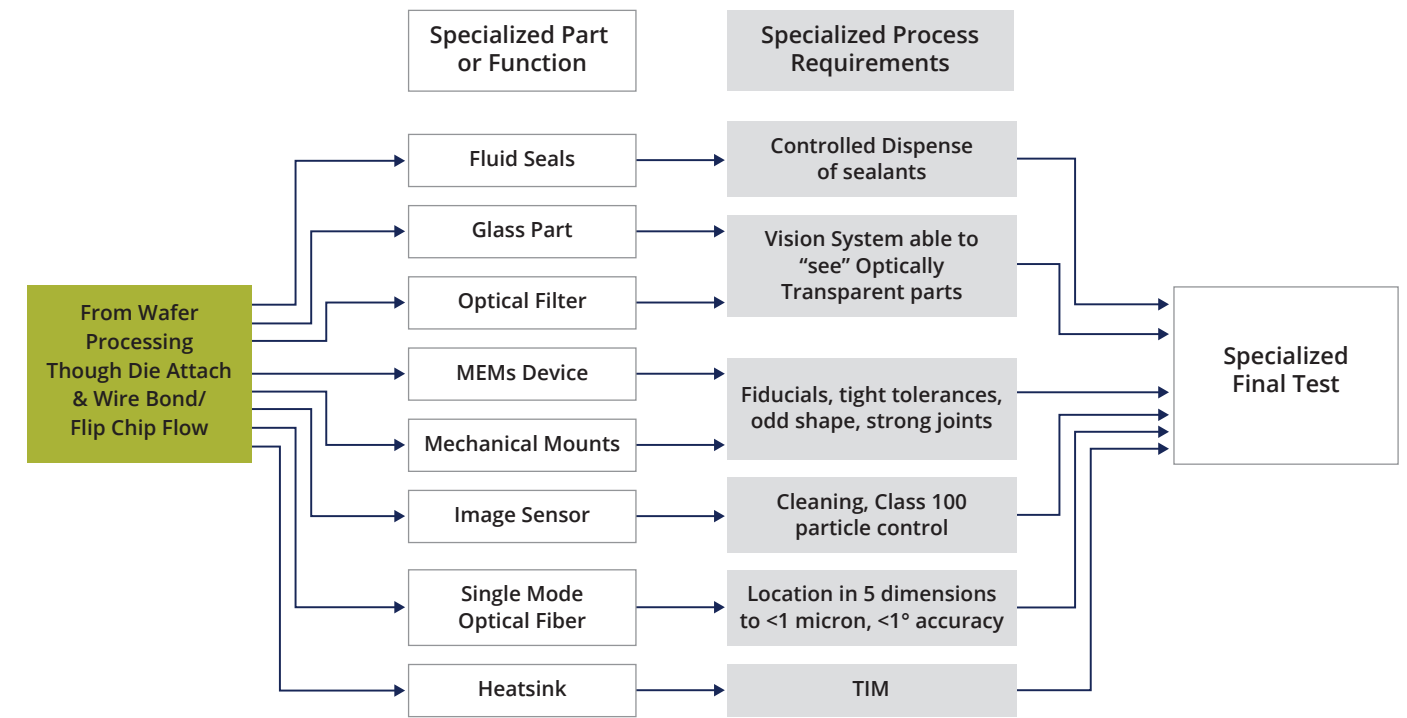 Specialized Part
or Function
Specialized Process
Requirements
From Wafer
Processing
Though Die Attach
& Wire Bond/
Flip Chip Flow
Fluid Seals
Controlled Dispense
of sealants
Glass Part
Vision System able to
“see” Optically
Transparent parts
Optical Filter
MEMs Device
Fiducials, tight tolerances,
odd shape, strong joints
Mechanical Mounts
Image Sensor
Cleaning, Class 100
particle control
Single Mode
Optical Fiber
Location in 5 dimensions
to <1 micron, <1° accuracy
Heatsink
TIM
Specialized
Final Test